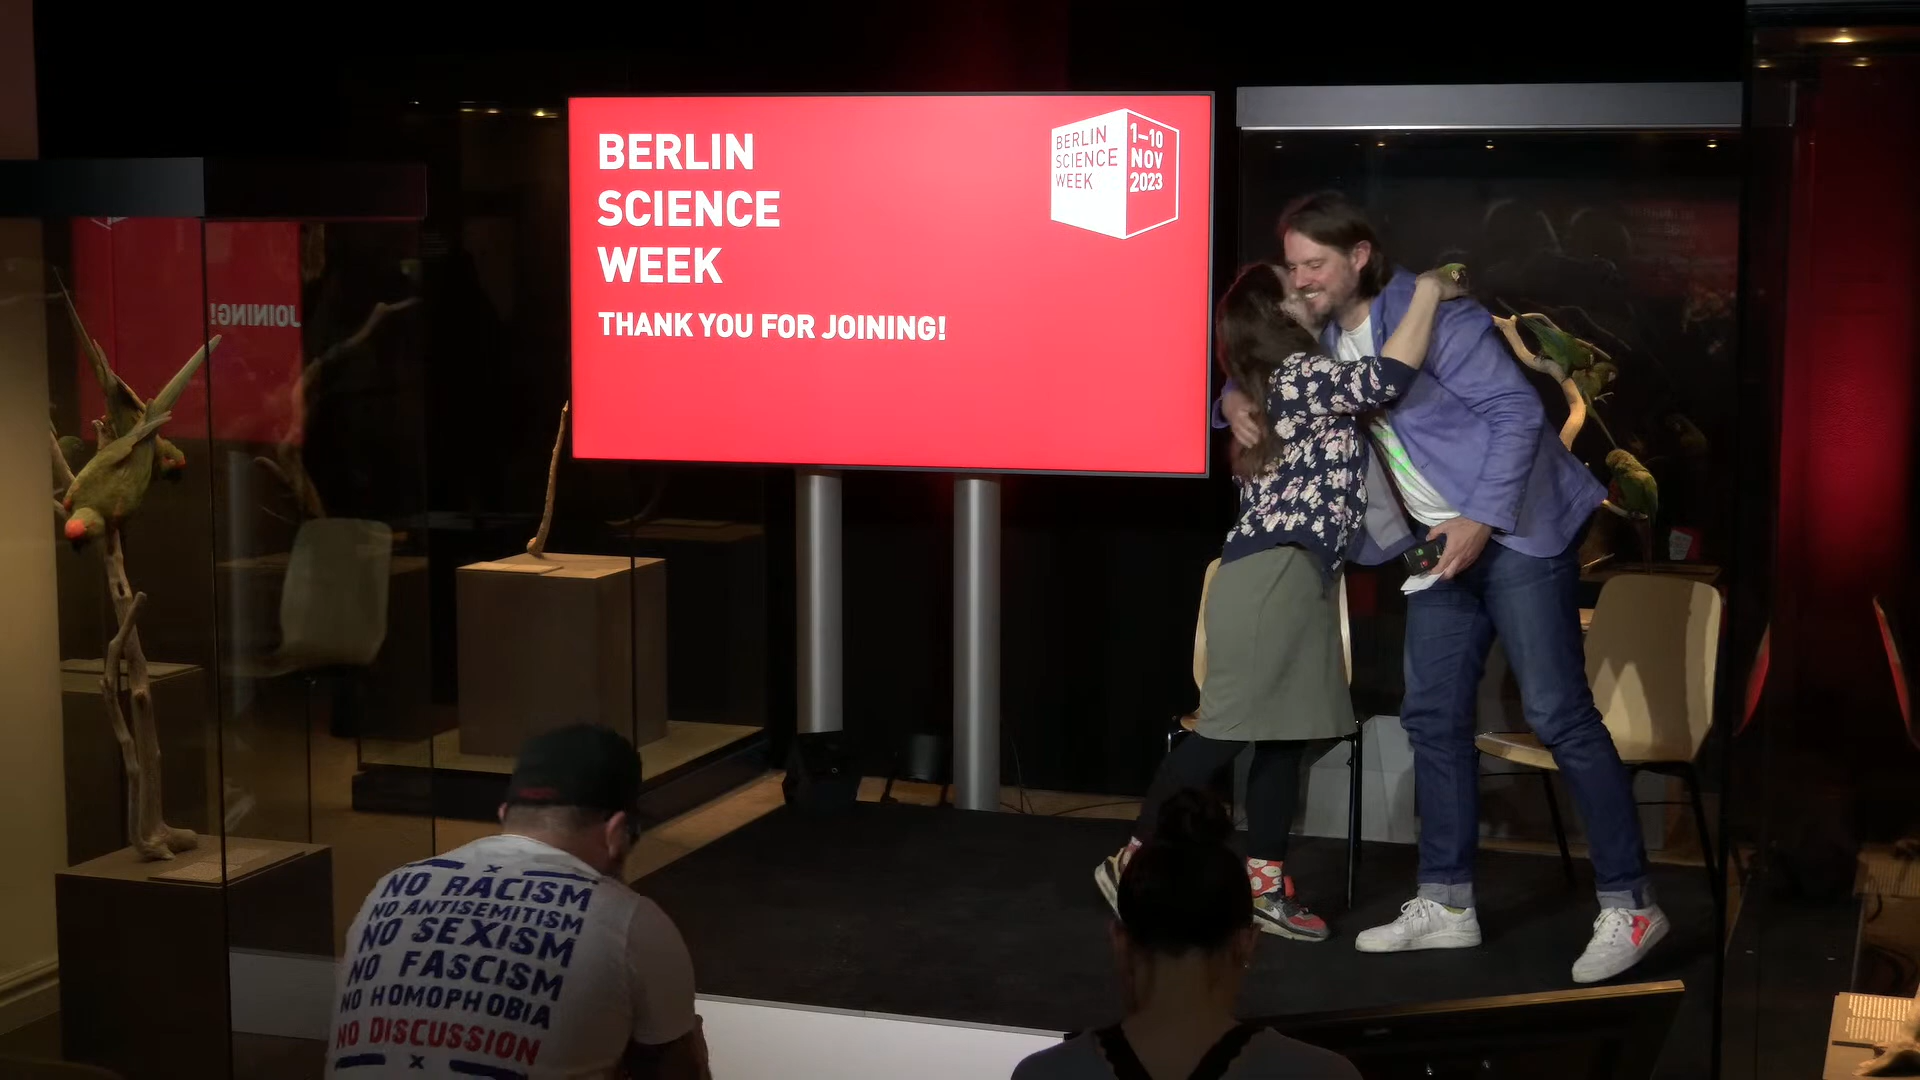 BERLIN
SCIENCE
WEEK
THANK YOU FOR JOINING!
BERLIN
SCIENCE
WEEK
1–10
NOV
2023
JOINING!
NO RACISM
NO ANTISEMITISM
NO SEXISM
NO FASCISM
NO HOMOPHOBIA
NO DISCUSSION